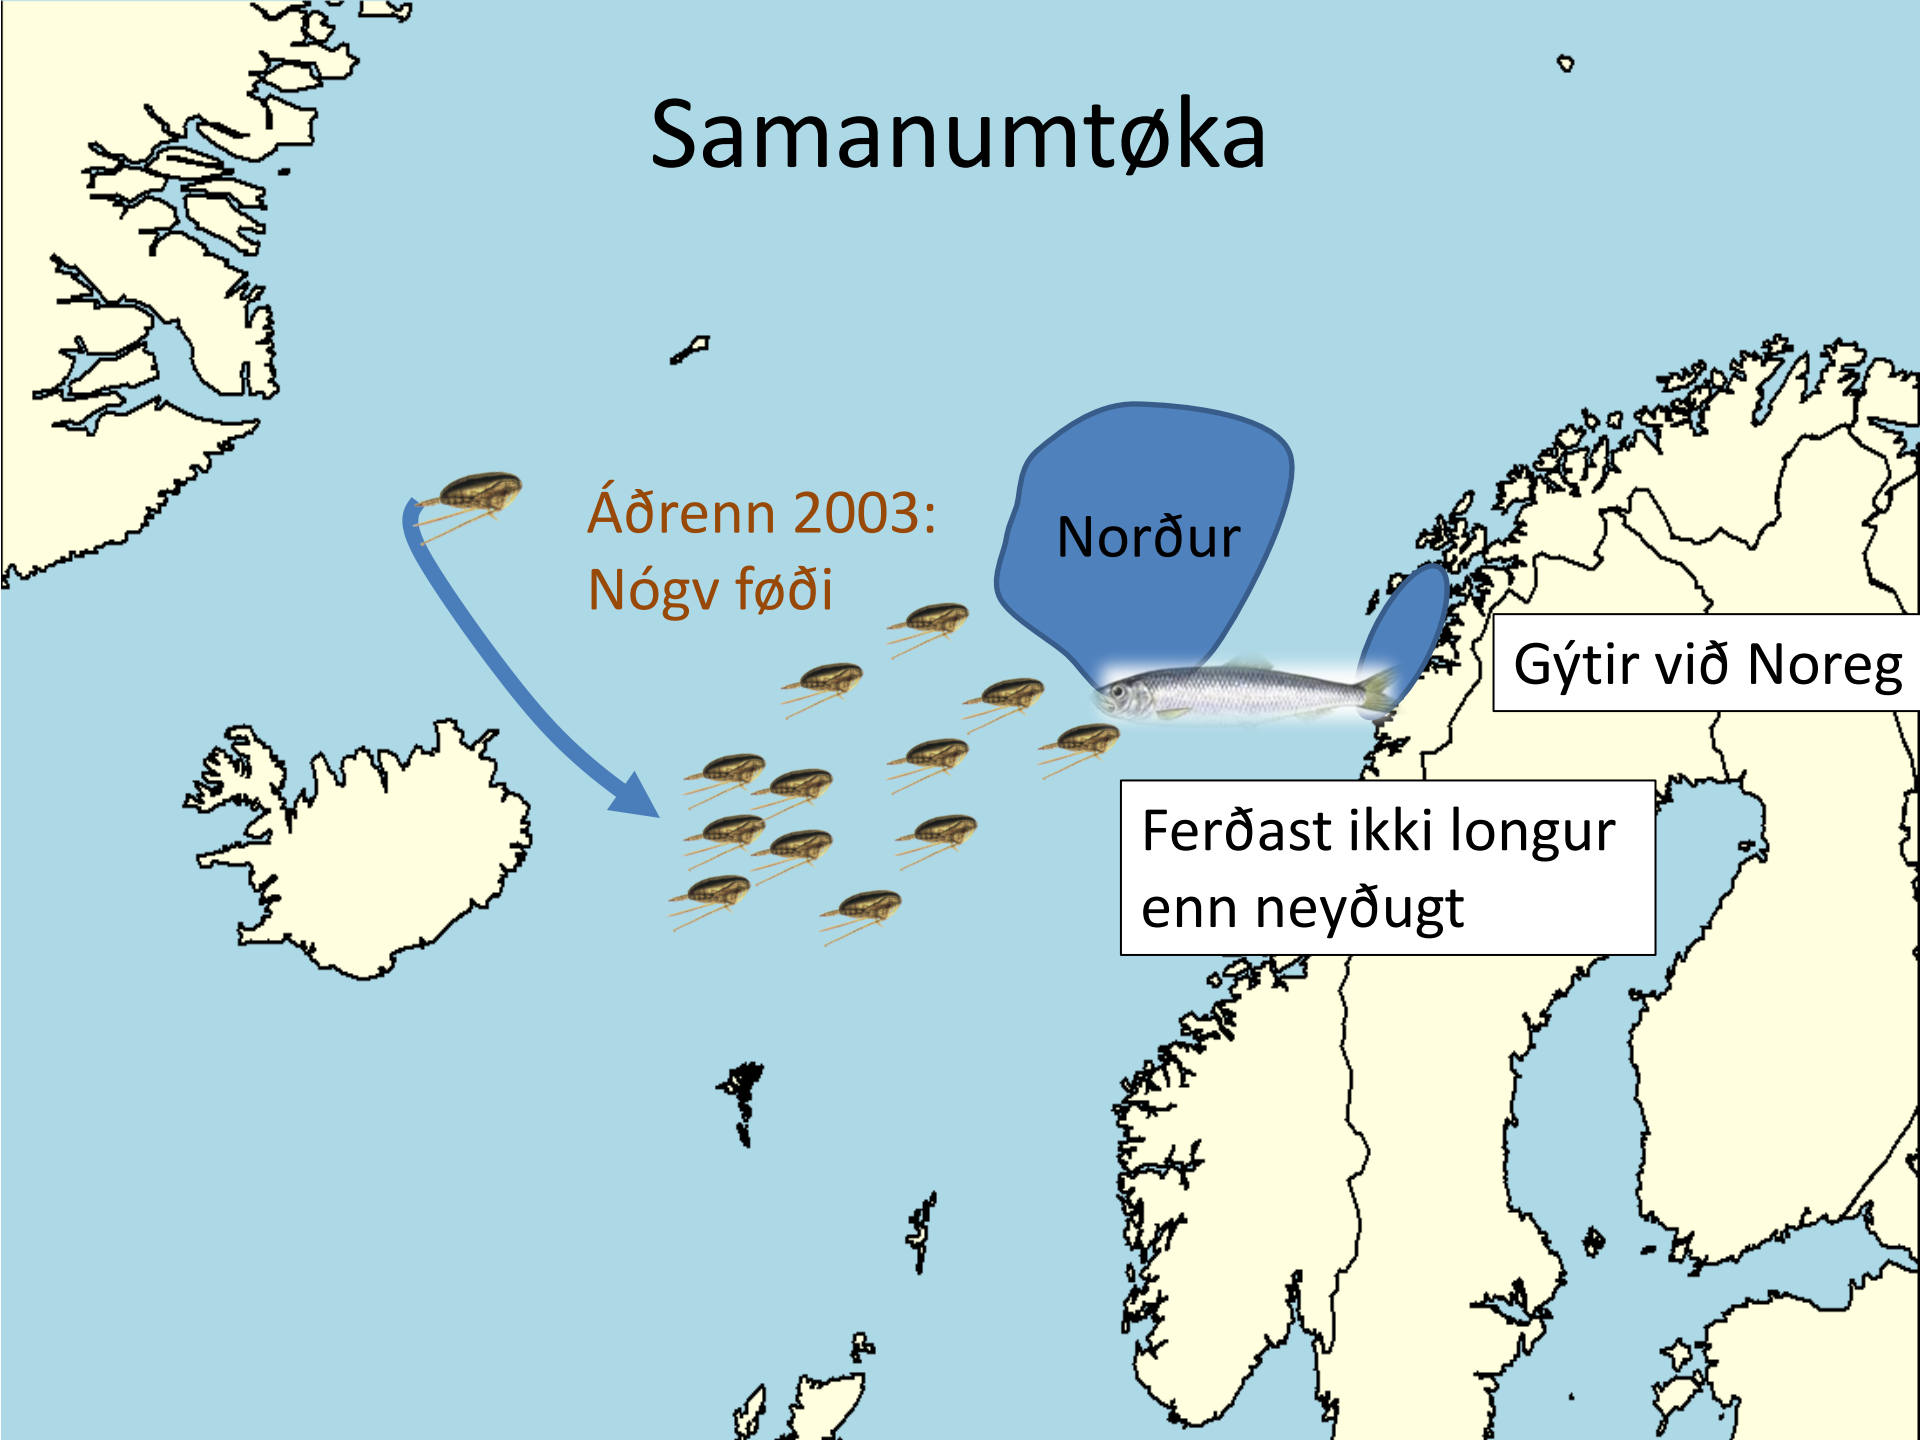 Samanumtøka
Áðrenn 2003:
Nógv føði
Norður
Gýtir við Noreg
Ferðast ikki longur
enn neyðugt